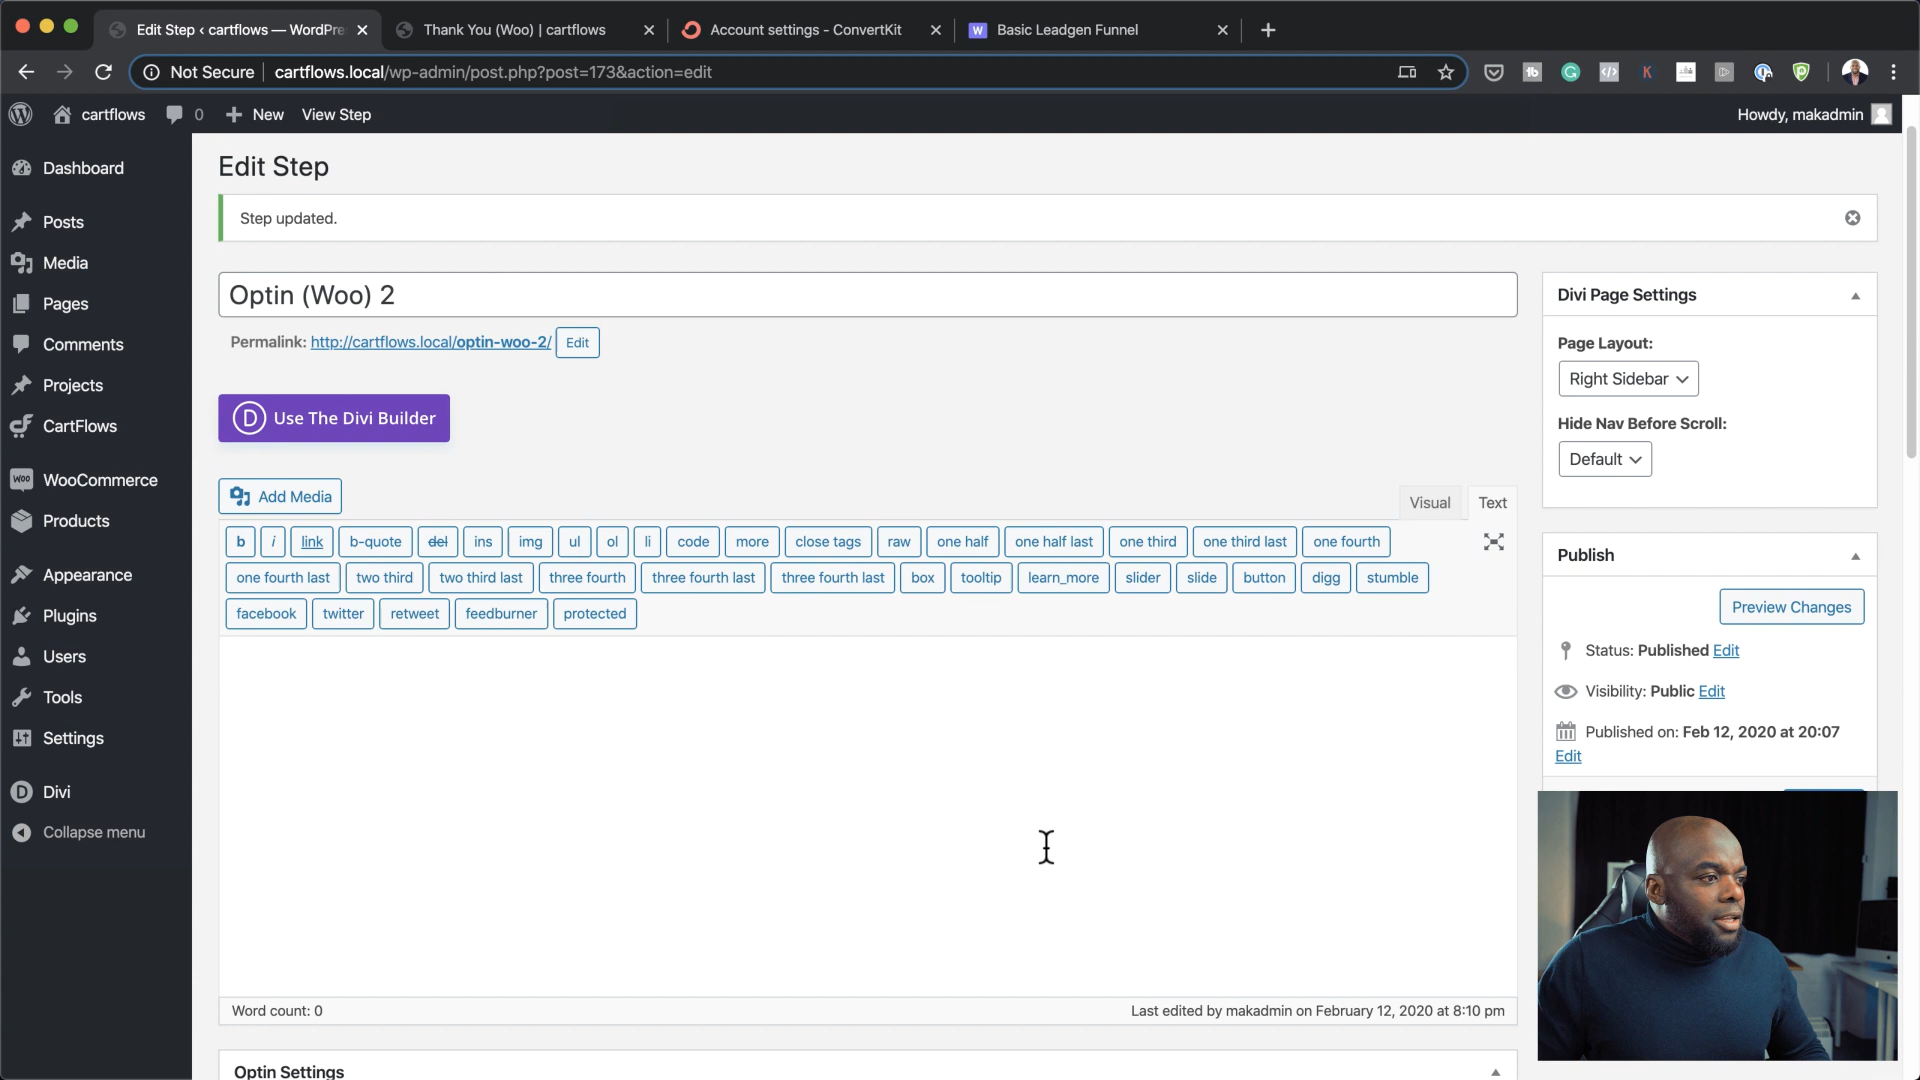 Edit Step ‹ cartflows — WordPre
Thank You (Woo) | cartflows
Account settings - ConvertKit
W Basic Leadgen Funnel
Not Secure cartflows.local/wp-admin/post.php?post=173&action=edit
cartflows 0 New View Step
Howdy, makadmin
Dashboard
Posts
Media
Pages
Comments
Projects
CartFlows
WooCommerce
Products
Appearance
Plugins
Users
Tools
Settings
Divi
Collapse menu
Edit Step
Step updated.
Optin (Woo) 2
Permalink: http://cartflows.local/optin-woo-2/ Edit
D Use The Divi Builder
Add Media
Visual Text
b i link b-quote del ins img ul ol li code more close tags raw one half one half last one third one third last one fourth
one fourth last two third two third last three fourth three fourth last three fourth last box tooltip learn_more slider slide button digg stumble
facebook twitter retweet feedburner protected
Word count: 0
Last edited by makadmin on February 12, 2020 at 8:10 pm
Optin Settings
Divi Page Settings
Page Layout:
Right Sidebar
Hide Nav Before Scroll:
Default
Publish
Preview Changes
Status: Published Edit
Visibility: Public Edit
Published on: Feb 12, 2020 at 20:07
Edit